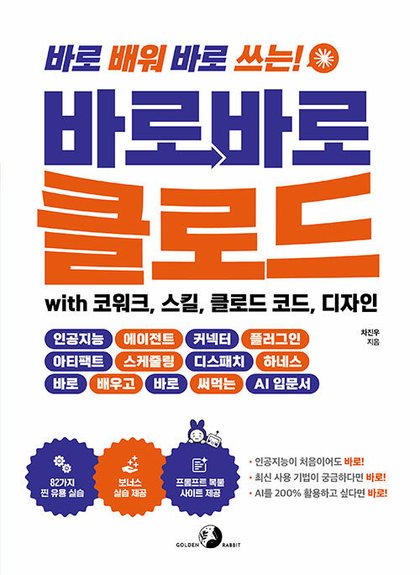 바로 배워 바로 쓰는!
바로바로
클로드
with 코워크, 스킬, 클로드 코드, 디자인
인공지능 에이전트 커넥터 플러그인
아티팩트 스케줄링 디스패치 하네스
바로 배우고 바로 써먹는 AI 입문서
차진우
지음
82가지
찐 유용 실습
보너스
실습 제공
프롬프트 복붙
사이트 제공
• 인공지능이 처음이어도 바로!
• 최신 사용 기법이 궁금하다면 바로!
• AI를 200% 활용하고 싶다면 바로!
GOLDEN RABBIT